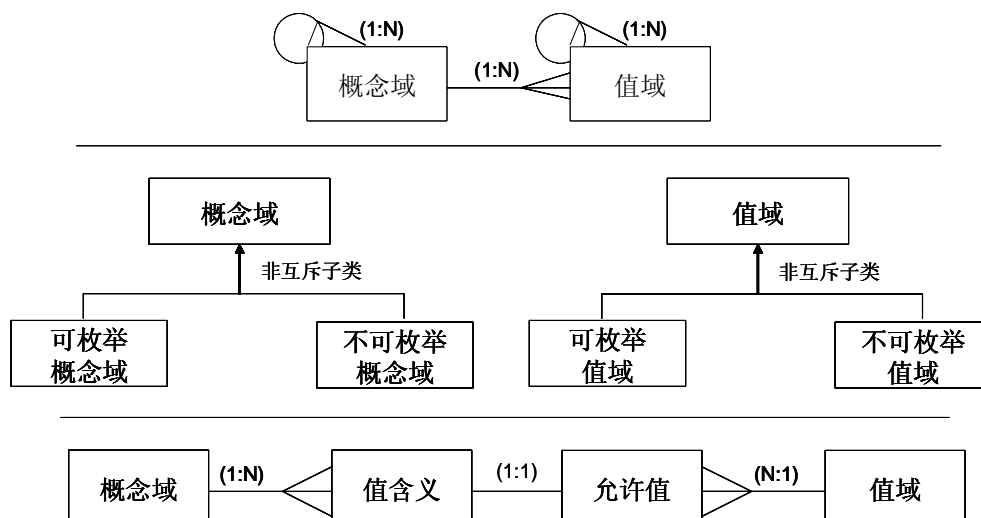 (1:N)
(1:N)
概念域
(1:N)
值域
概念域
值域
非互斥子类
非互斥子类
可枚举
概念域
不可枚举
概念域
可枚举
值域
不可枚举
值域
概念域
(1:N)
值含义
(1:1)
允许值
(N:1)
值域